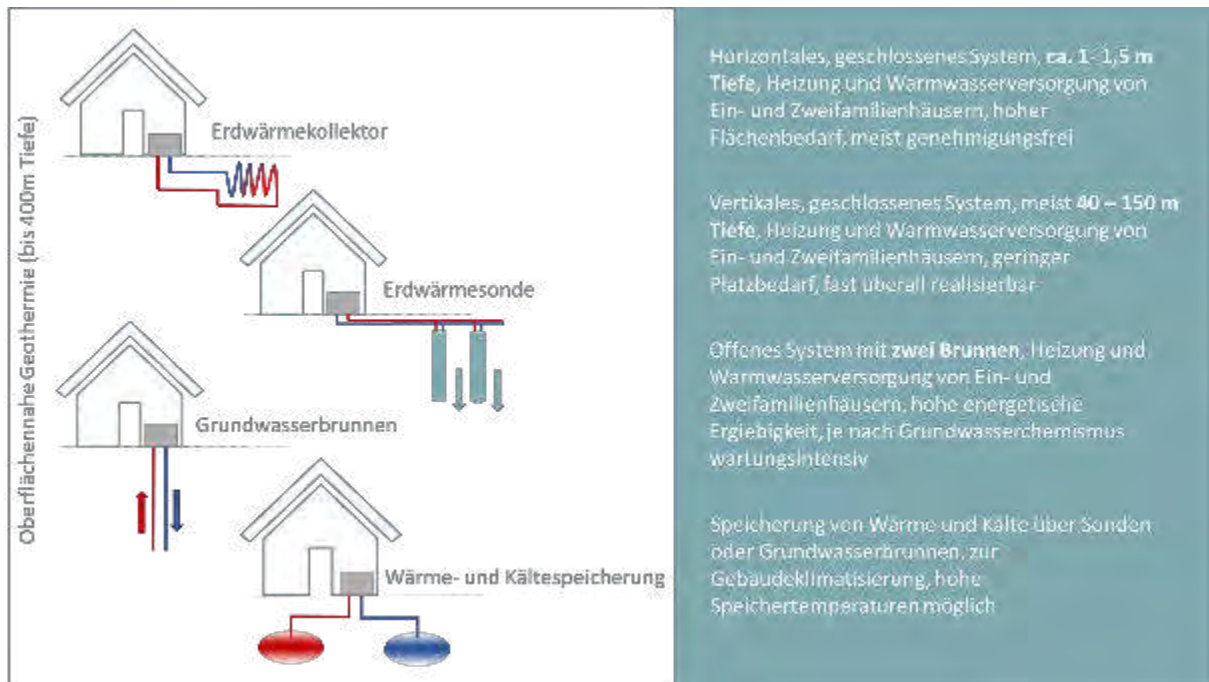 Oberflächennahe Geothermie (bis 400m Tiefe)
Erdwärmekollektor
Horizontales, geschlossenes System, ca. 1- 1,5 m
Tiefe, Heizung und Warmwasserversorgung von
Ein- und Zweifamilienhäusern, hoher
Flächenbedarf, meist genehmigungsfrei
Erdwärmesonde
Vertikales, geschlossenes System, meist 40 – 150 m
Tiefe, Heizung und Warmwasserversorgung von
Ein- und Zweifamilienhäusern, geringer
Platzbedarf, fast überall realisierbar
Grundwasserbrunnen
Offenes System mit zwei Brunnen, Heizung und
Warmwasserversorgung von Ein- und
Zweifamilienhäusern, hohe energetische
Ergiebigkeit, je nach Grundwasserchemismus
wartungsintensiv
Wärme- und Kältespeicherung
Speicherung von Wärme und Kälte über Sonden
oder Grundwasserbrunnen, zur
Gebäudeklimatisierung, hohe
Speichertemperaturen möglich